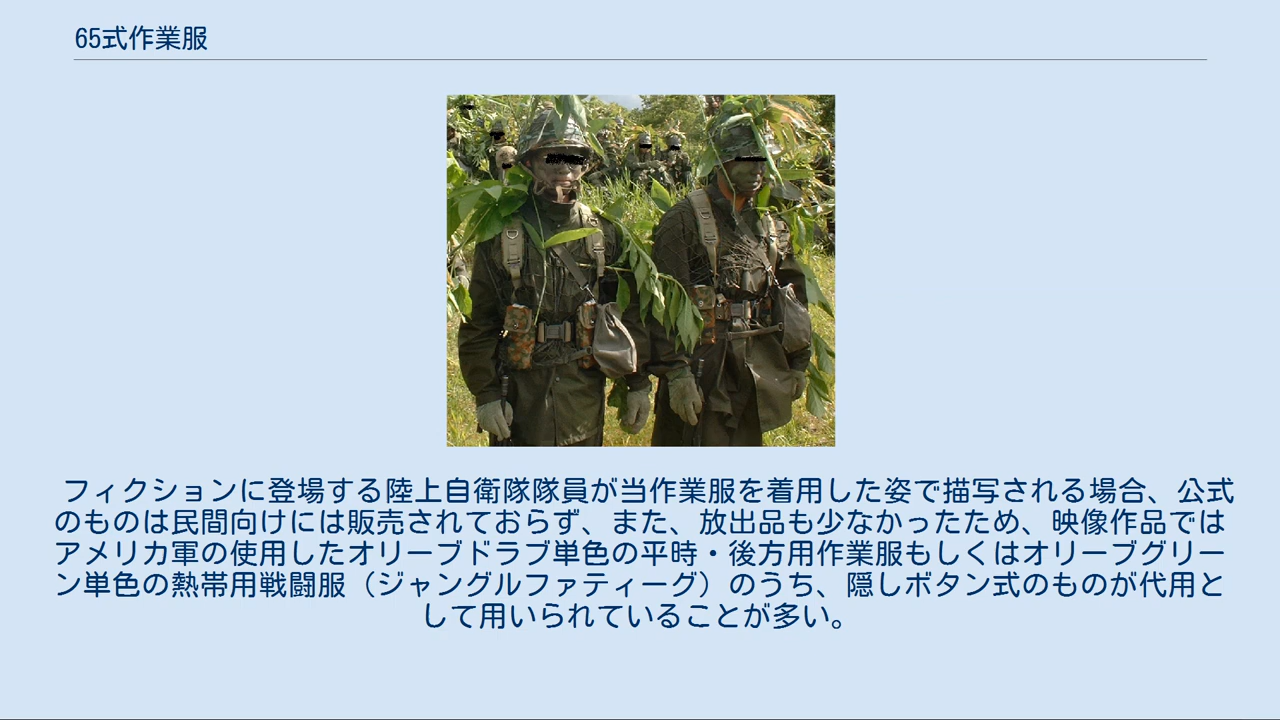 65式作業服
フィクションに登場する陸上自衛隊隊員が当作業服を着用した姿で描写される場合、公式
のものは民間向けには販売されておらず、また、放出品も少なかったため、映像作品では
アメリカ軍の使用したオリーブドラブ単色の平時・後方用作業服もしくはオリーブグリー
ン単色の熱帯用戦闘服（ジャングルファティーグ）のうち、隠しボタン式のものが代用と
して用いられていることが多い。